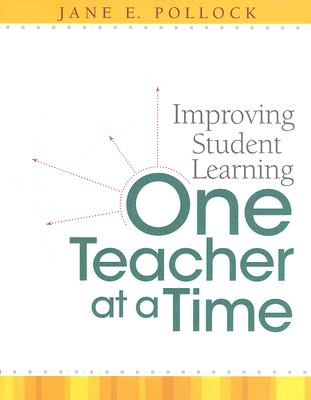 JANE E. POLLOCK
Improving
Student
Learning
One
Teacher
at a Time